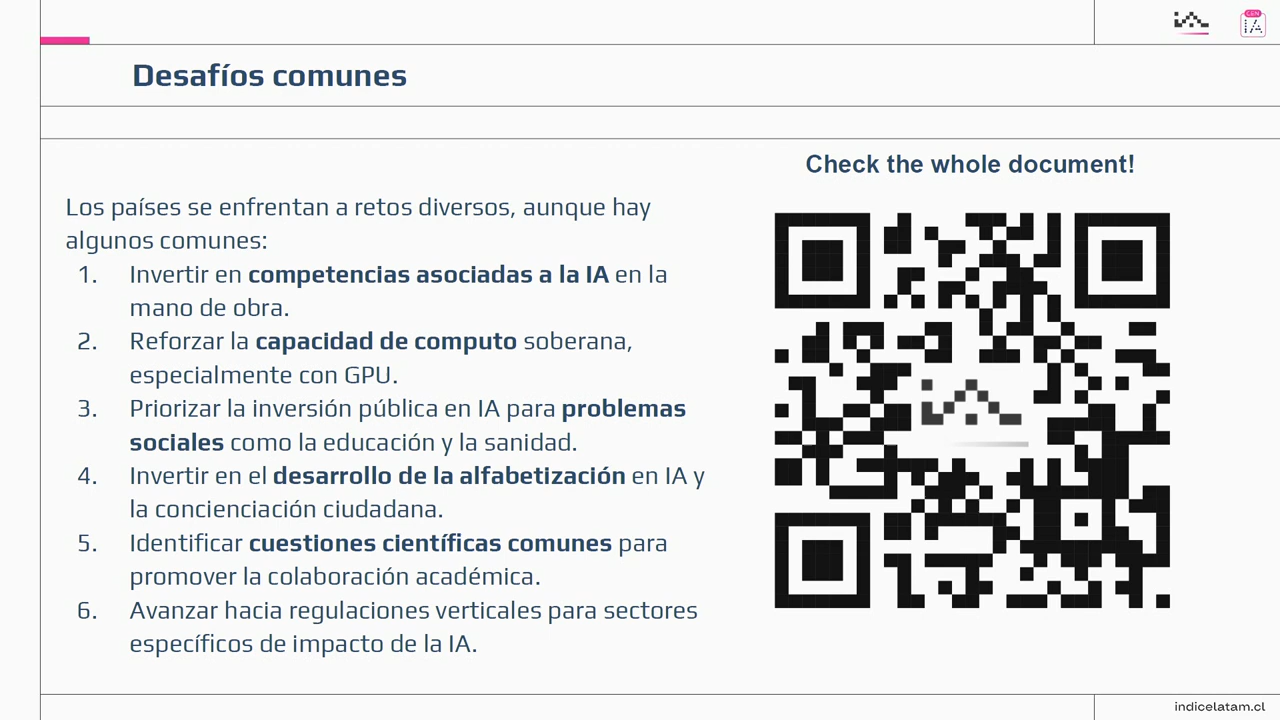 CEN
iA
Desafíos comunes
Check the whole document!
Los países se enfrentan a retos diversos, aunque hay
algunos comunes:
1. Invertir en competencias asociadas a la IA en la
mano de obra.
2. Reforzar la capacidad de computo soberana,
especialmente con GPU.
3. Priorizar la inversión pública en IA para problemas
sociales como la educación y la sanidad.
4. Invertir en el desarrollo de la alfabetización en IA y
la concienciación ciudadana.
5. Identificar cuestiones científicas comunes para
promover la colaboración académica.
6. Avanzar hacia regulaciones verticales para sectores
específicos de impacto de la IA.
indicelatam.cl